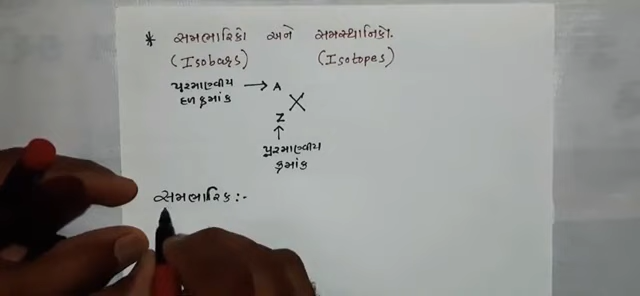 * સમભારિકો અને સમસ્થાનિકો.
(Isobars) (Isotopes)
પરમાણ્વીય → A
દળ ક્રમાંક
X
Z
↑
પરમાણ્વીય
ક્રમાંક
સમભારિક :-